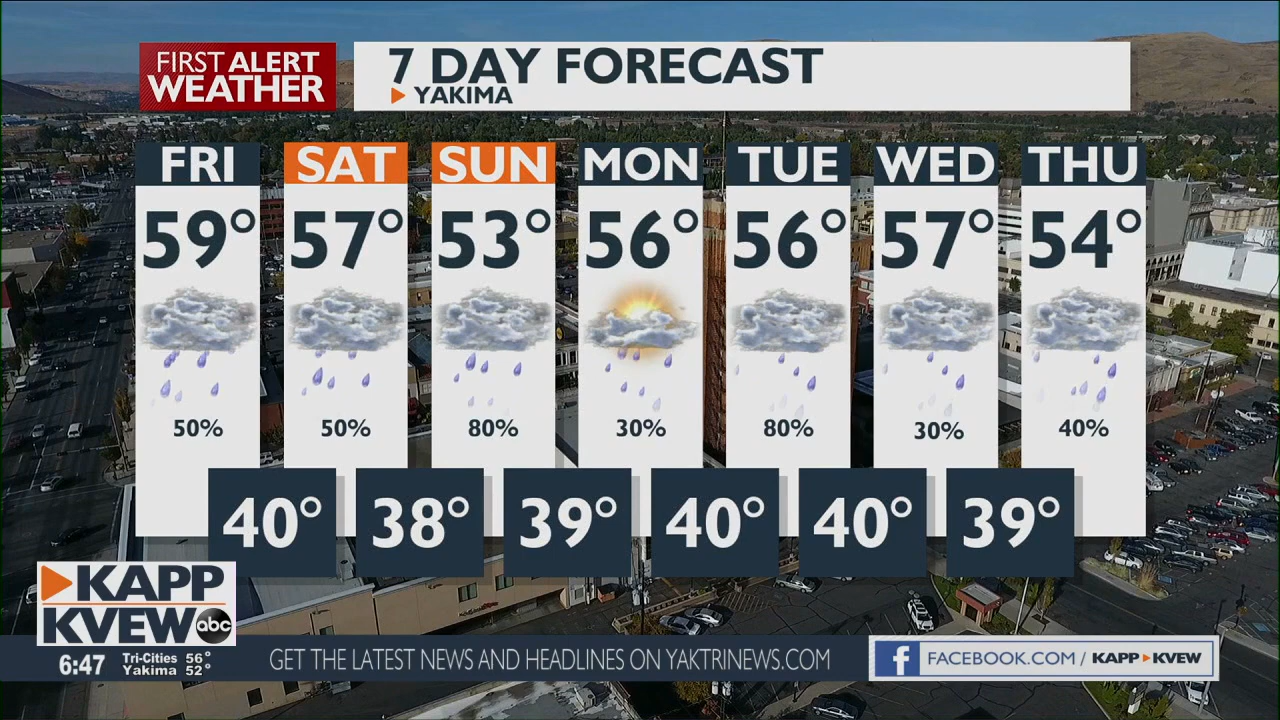 FIRST ALERT
WEATHER
7 DAY FORECAST
YAKIMA
FRI SAT SUN MON TUE WED THU
59° 57° 53° 56° 56° 57° 54°
50% 50% 80% 30% 80% 30% 40%
40° 38° 39° 40° 40° 39°
KAPP
KVEW abc
6:47
Tri-Cities 56°
Yakima 52°
GET THE LATEST NEWS AND HEADLINES ON YAKTRINEWS.COM
f FACEBOOK.COM / KAPP KVEW